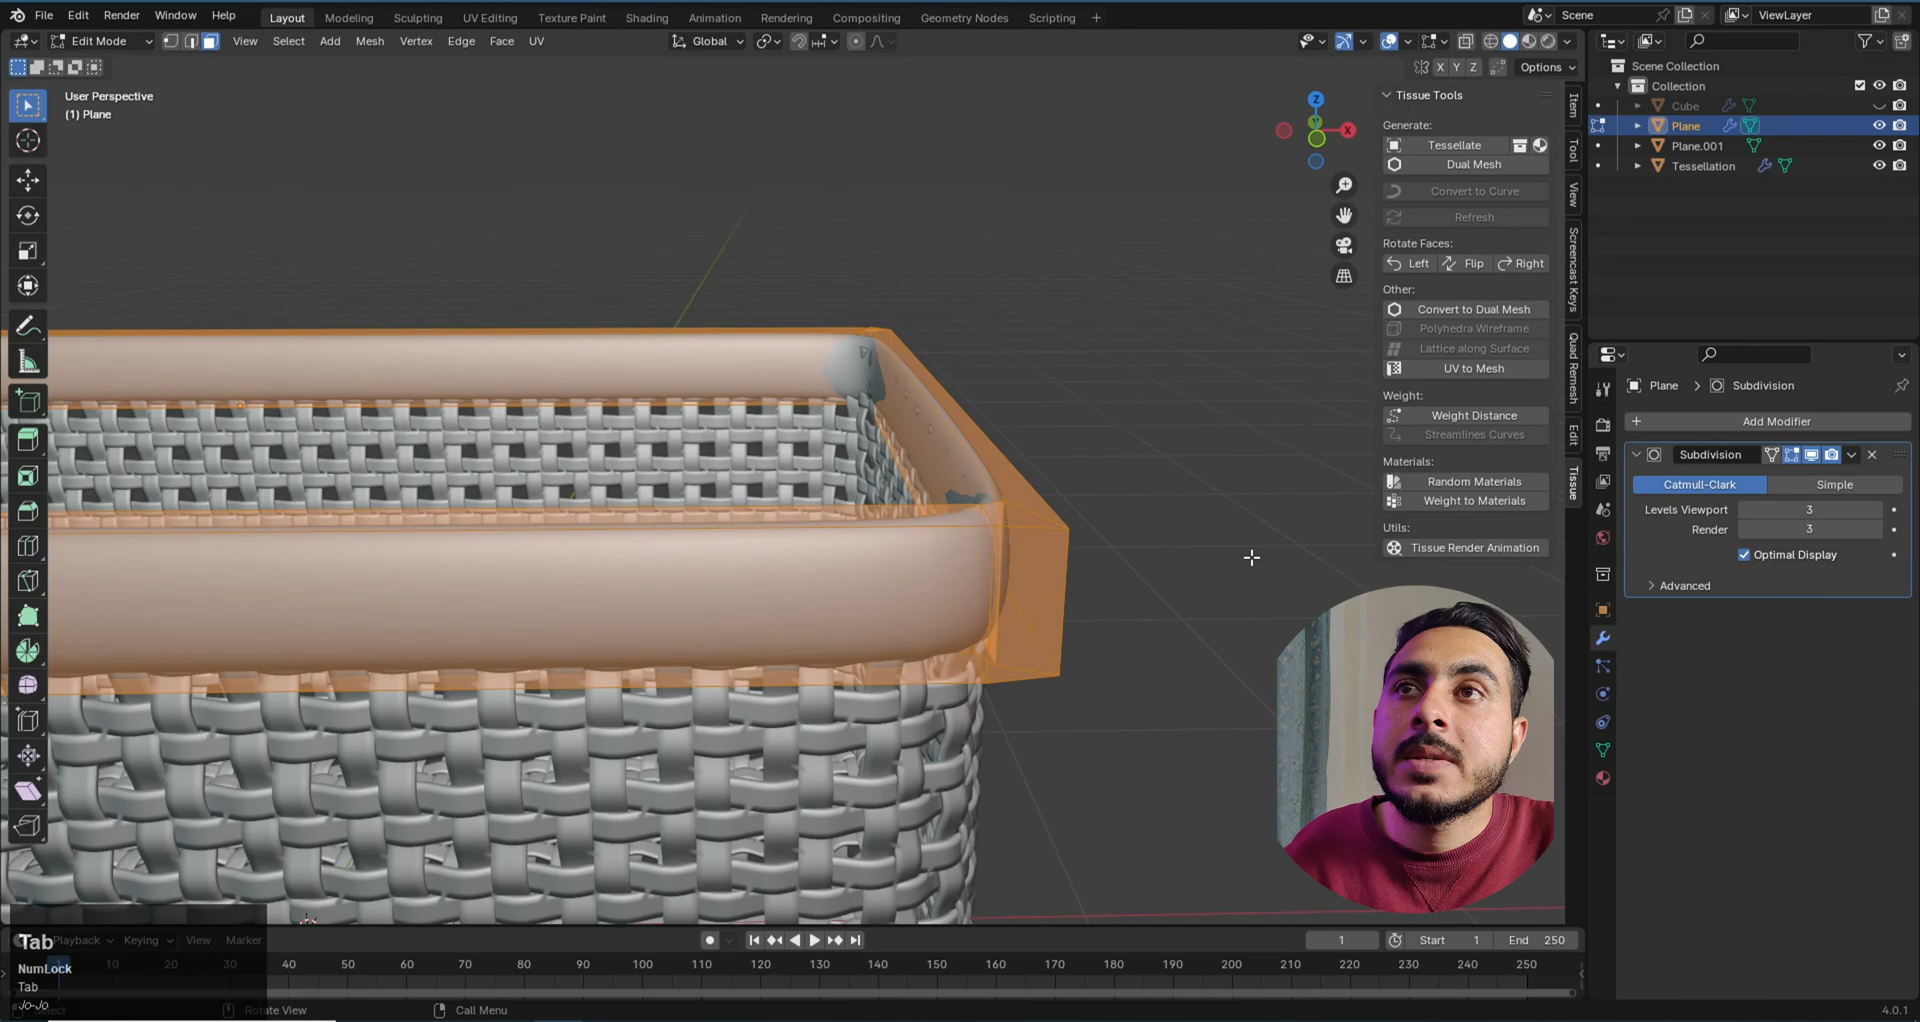 File Edit Render Window Help Layout Modeling Sculpting UV Editing Texture Paint Shading Animation Rendering Compositing Geometry Nodes Scripting + Scene ViewLayer
Edit Mode View Select Add Mesh Vertex Edge Face UV Global
X Y Z Options
User Perspective
(1) Plane
Z
X
Tissue Tools
Generate:
Tessellate
Dual Mesh
Convert to Curve
Refresh
Rotate Faces:
Left Flip Right
Other:
Convert to Dual Mesh
Polyhedra Wireframe
Lattice along Surface
UV to Mesh
Weight:
Weight Distance
Streamlines Curves
Materials:
Random Materials
Weight to Materials
Utils:
Tissue Render Animation
Item
Tool
View
Screencast Keys
Quad Remesh
Edit
Tissue
Scene Collection
Collection
Cube
Plane
Plane.001
Tessellation
Plane > Subdivision
+ Add Modifier
Subdivision
Catmull-Clark Simple
Levels Viewport 3
Render 3
Optimal Display
Advanced
Tab
NumLock
Tab
Jo-Jo
Playback Keying View Marker
1 Start 1 End 250
1 10 20 30 40 50 60 70 80 90 100 110 120 130 140 150 160 170 180 190 200 210 220 230 240 250
Select Rotate View Call Menu 4.0.1